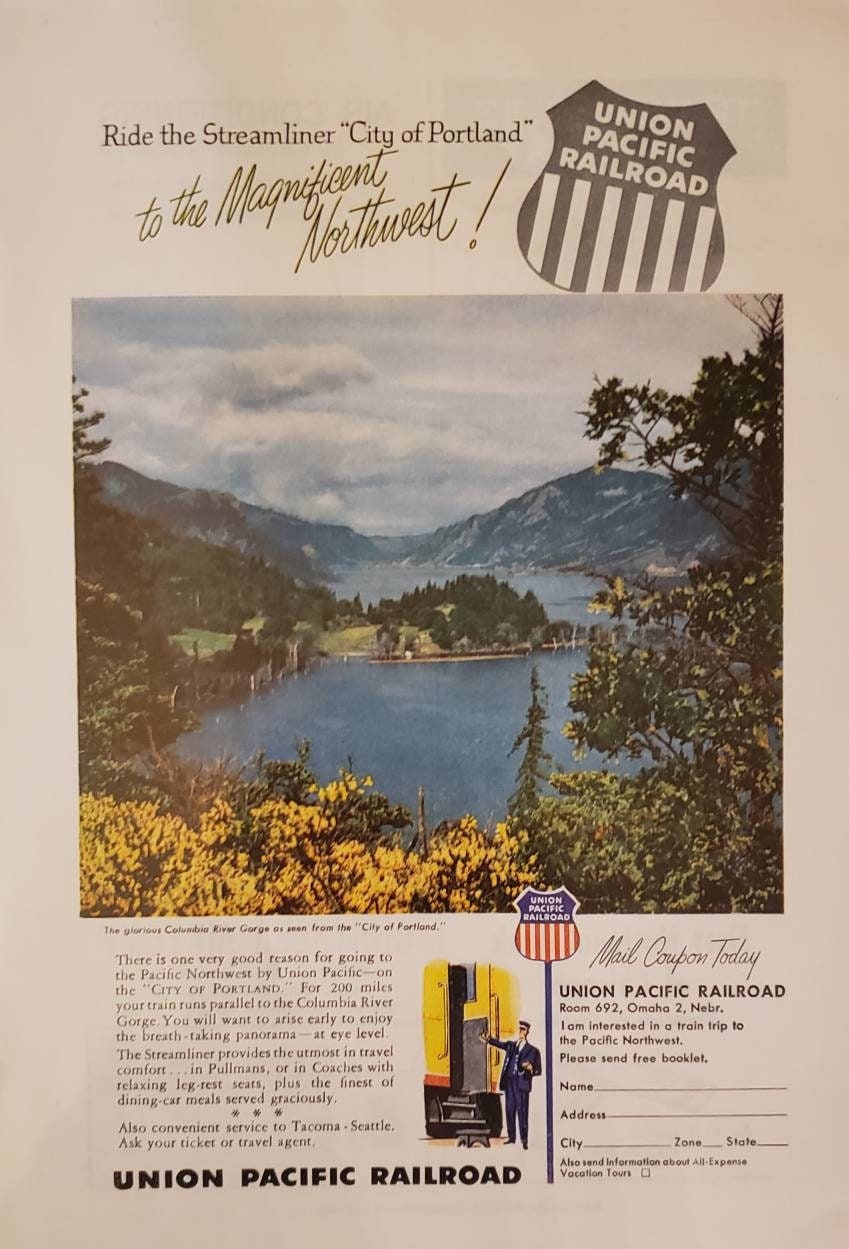 Ride the Streamliner "City of Portland"
to the Magnificent
Northwest!
UNION
PACIFIC
RAILROAD
The glorious Columbia River Gorge as seen from the "City of Portland."
There is one very good reason for going to
the Pacific Northwest by Union Pacific—on
the "CITY OF PORTLAND." For 200 miles
your train runs parallel to the Columbia River
Gorge. You will want to arise early to enjoy
the breath-taking panorama—at eye level.
The Streamliner provides the utmost in travel
comfort . . . in Pullmans, or in Coaches with
relaxing leg-rest seats, plus the finest of
dining-car meals served graciously.
* * *
Also convenient service to Tacoma - Seattle.
Ask your ticket or travel agent.
UNION PACIFIC RAILROAD
UNION
PACIFIC
RAILROAD
Mail Coupon Today
UNION PACIFIC RAILROAD
Room 692, Omaha 2, Nebr.
I am interested in a train trip to
the Pacific Northwest.
Please send free booklet.
Name
Address
City Zone State
Also send Information about All-Expense
Vacation Tours □